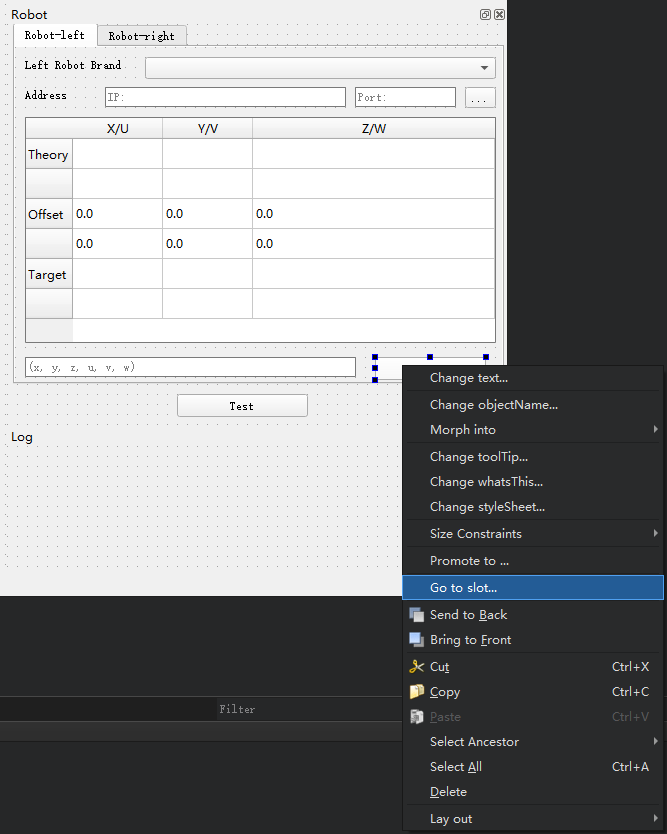 Robot
Robot-left Robot-right
Left Robot Brand
Address IP: Port: ...
X/U Y/V Z/W
Theory
Offset 0.0 0.0 0.0
0.0 0.0 0.0
Target
(x, y, z, u, v, w)
Test
Log
Filter
Change text...
Change objectName...
Morph into
Change toolTip...
Change whatsThis...
Change styleSheet...
Size Constraints
Promote to ...
Go to slot...
Send to Back
Bring to Front
Cut Ctrl+X
Copy Ctrl+C
Paste Ctrl+V
Select Ancestor
Select All Ctrl+A
Delete
Lay out